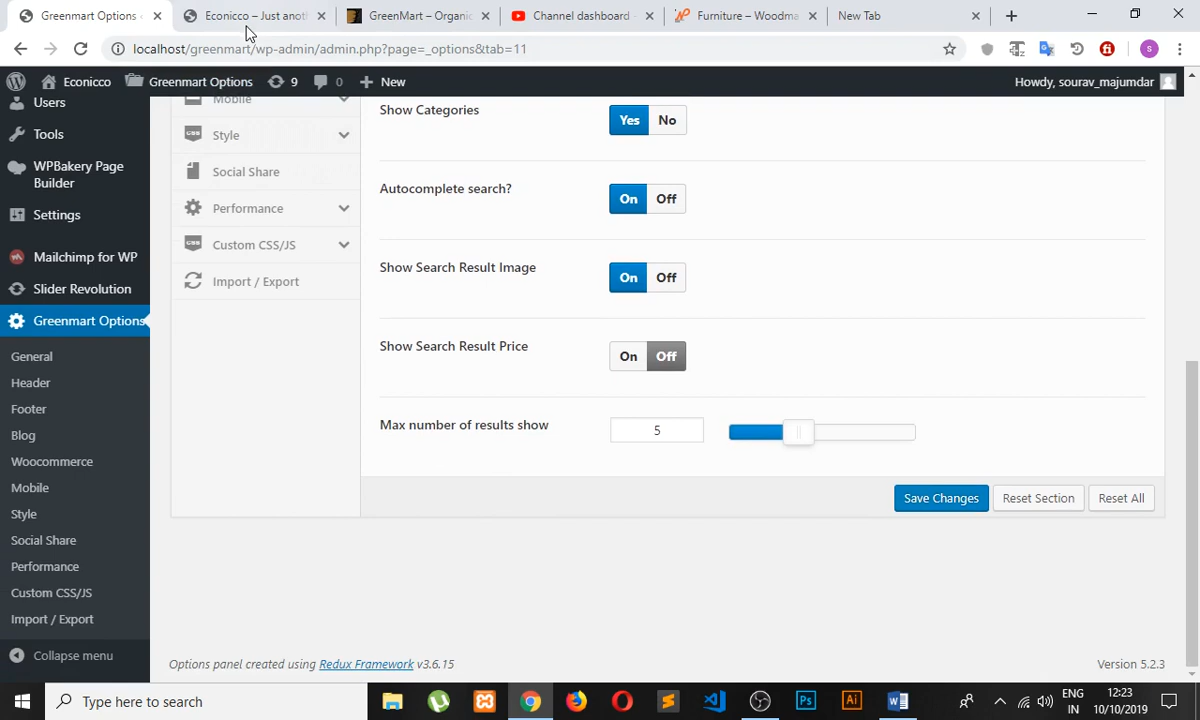 Greenmart Options
Econicco – Just anoth
GreenMart – Organic
Channel dashboard -
Furniture – Woodma
New Tab
localhost/greenmart/wp-admin/admin.php?page=_options&tab=11
S
Econicco
Greenmart Options
9
0
New
Howdy, sourav_majumdar
Users
Tools
WPBakery Page
Builder
Settings
Mailchimp for WP
Slider Revolution
Greenmart Options
General
Header
Footer
Blog
Woocommerce
Mobile
Style
Social Share
Performance
Custom CSS/JS
Import / Export
Collapse menu
Mobile
CSS Style
Social Share
Performance
CSS Custom CSS/JS
Import / Export
Show Categories
Yes No
Autocomplete search?
On Off
Show Search Result Image
On Off
Show Search Result Price
On Off
Max number of results show
5
Save Changes Reset Section Reset All
Options panel created using Redux Framework v3.6.15
Version 5.2.3
Type here to search
Ps
Ai
ENG
IN
12:23
10/10/2019